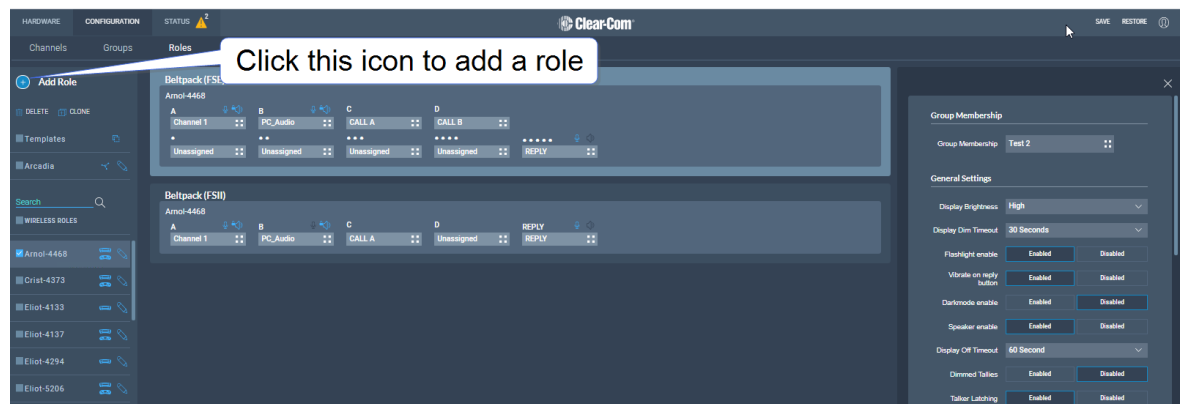 HARDWARE CONFIGURATION STATUS 2 Clear-Com SAVE RESTORE
Channels Groups Roles
Click this icon to add a role
Add Role
DELETE CLONE
Templates
Arcadia
Search
WIRELESS ROLES
Arnol-4468
Crist-4373
Eliot-4133
Eliot-4137
Eliot-4294
Eliot-5206
Beltpack (FSE)
Arnol-4468
A B C D
Channel 1 PC_Audio CALL A CALL B
Unassigned Unassigned Unassigned Unassigned REPLY
Beltpack (FSII)
Arnol-4468
A B C D REPLY
Channel 1 PC_Audio CALL A Unassigned REPLY
Group Membership
Group Membership Test 2
General Settings
Display Brightness High
Display Dim Timeout 30 Seconds
Flashlight enable Enabled Disabled
Vibrate on reply
button Enabled Disabled
Darkmode enable Enabled Disabled
Speaker enable Enabled Disabled
Display Off Timeout 60 Second
Dimmed Tallies Enabled Disabled
Talker Latching Enabled Disabled